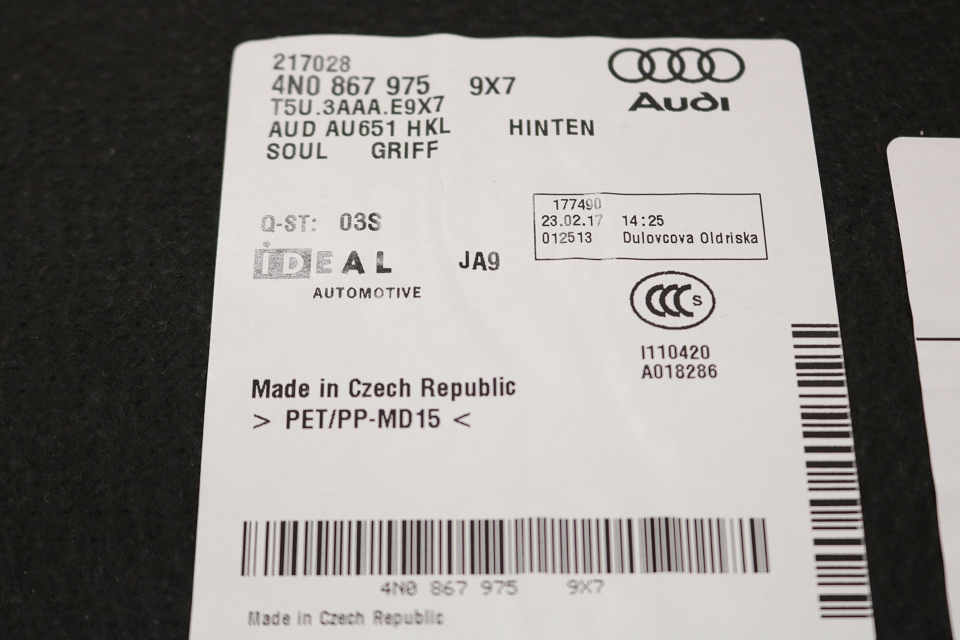 217028
4N0 867 975 9X7
T5U.3AAA.E9X7
AUD AU651 HKL HINTEN
SOUL GRIFF
Audi
Q-ST: 03S
177490
23.02.17 14:25
012513 Dulovcova Oldriska
iDEAL JA9
AUTOMOTIVE
CCC S
I110420
A018286
Made in Czech Republic
> PET/PP-MD15 <
4N0 867 975 9X7
Made in Czech Republic